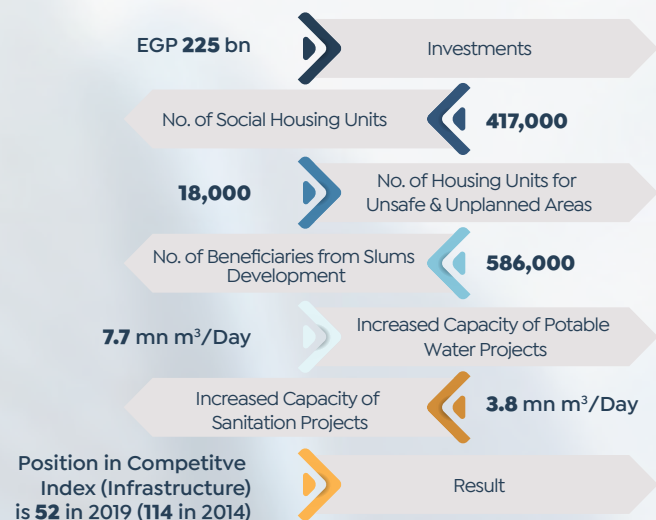 EGP 225 bn
Investments
No. of Social Housing Units
417,000
18,000
No. of Housing Units for
Unsafe & Unplanned Areas
No. of Beneficiaries from Slums
Development
586,000
7.7 mn m³/Day
Increased Capacity of Potable
Water Projects
Increased Capacity of
Sanitation Projects
3.8 mn m³/Day
Position in Competitve
Index (Infrastructure)
is 52 in 2019 (114 in 2014)
Result